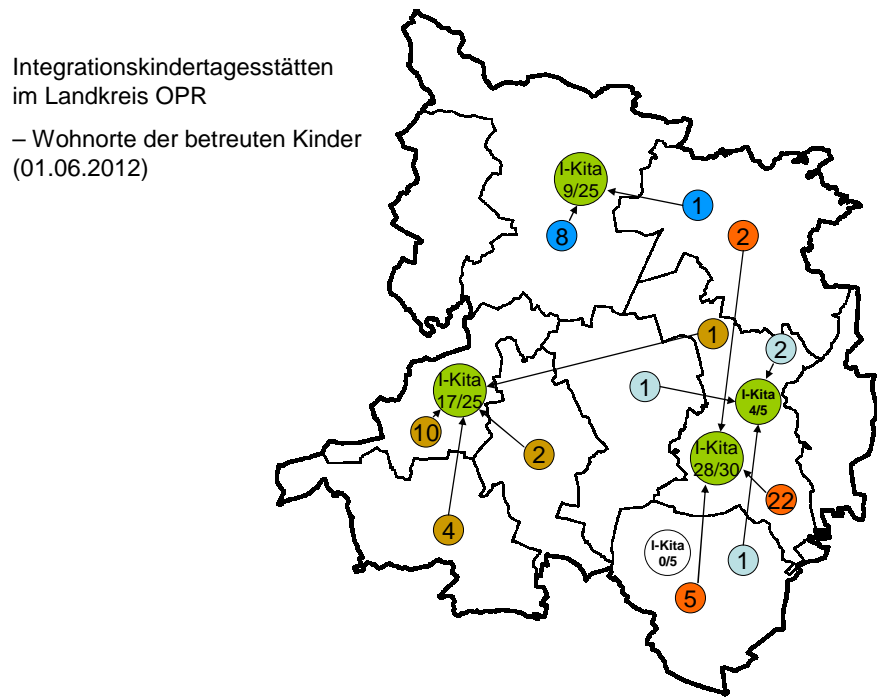 Integrationskindertagesstätten
im Landkreis OPR
– Wohnorte der betreuten Kinder
(01.06.2012)
I-Kita
9/25
1
8
2
1
2
I-Kita
17/25
1
I-Kita
4/5
10
2
I-Kita
28/30
22
4
I-Kita
0/5
1
5